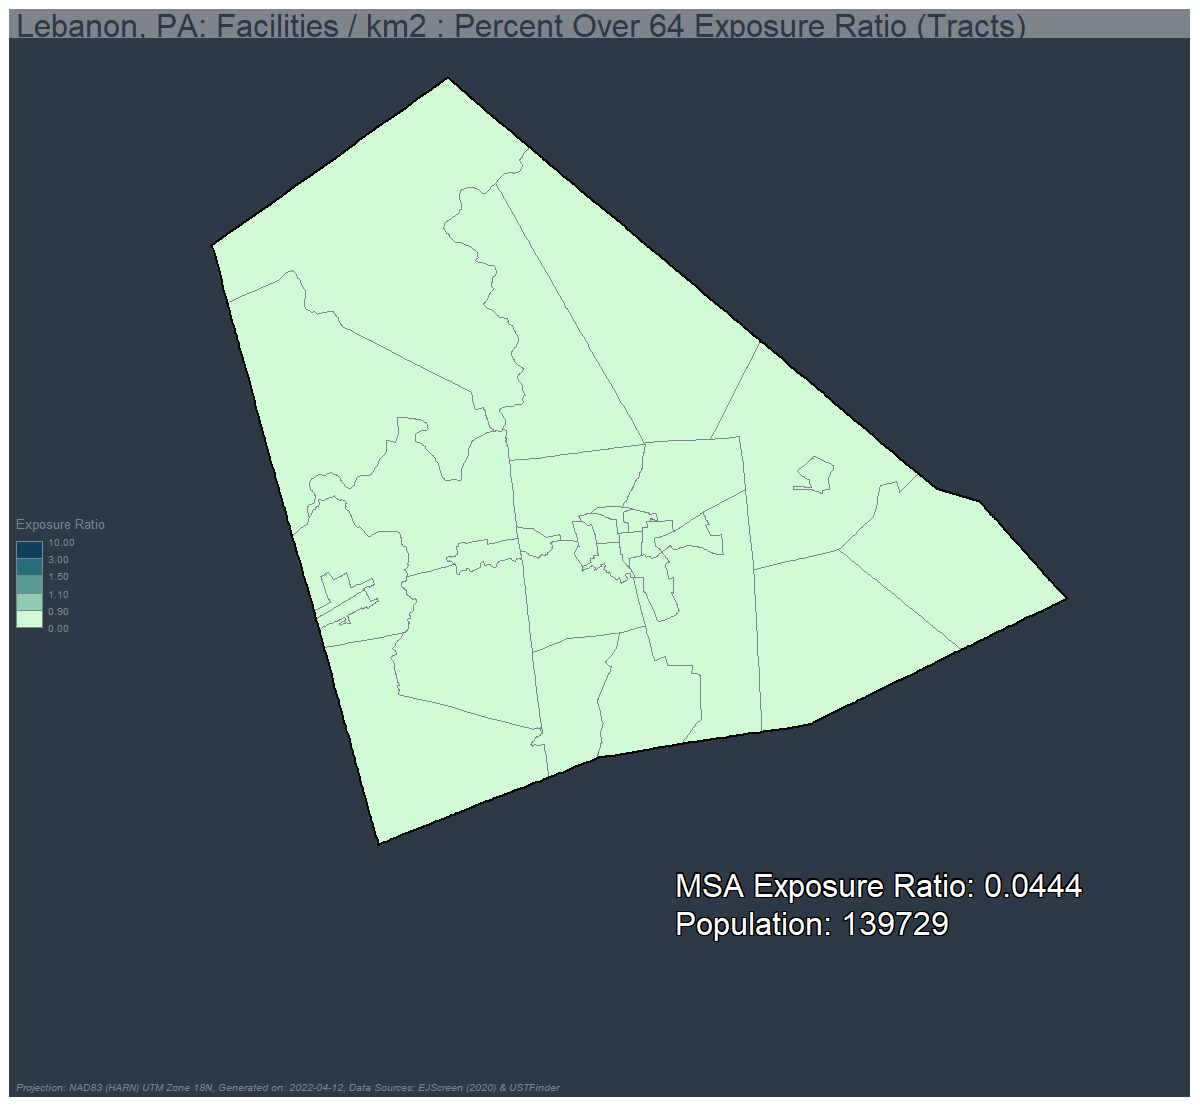 Lebanon, PA: Facilities / km2 : Percent Over 64 Exposure Ratio (Tracts)
Exposure Ratio
10.00
3.00
1.50
1.10
0.90
0.00
MSA Exposure Ratio: 0.0444
Population: 139729
Projection: NAD83 (HARN) UTM Zone 18N, Generated on: 2022-04-12, Data Sources: EJScreen (2020) & USTFinder